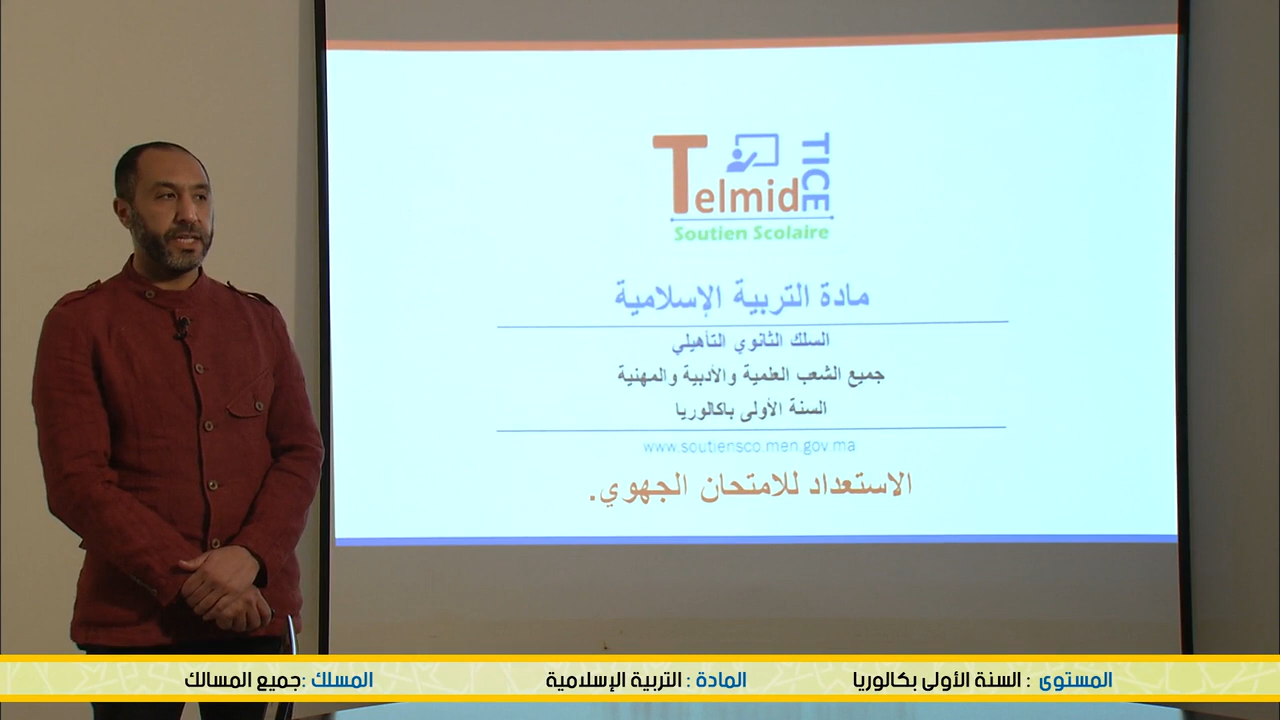 Telmid TICE
Soutien Scolaire
مادة التربية الإسلامية
السلك الثانوي التأهيلي
جميع الشعب العلمية والأدبية والمهنية
السنة الأولى باكالوريا
www.soutiensco.men.gov.ma
الاستعداد للامتحان الجهوي.
المستوى : السنة الأولى بكالوريا المادة : التربية الإسلامية المسلك :جميع المسالك